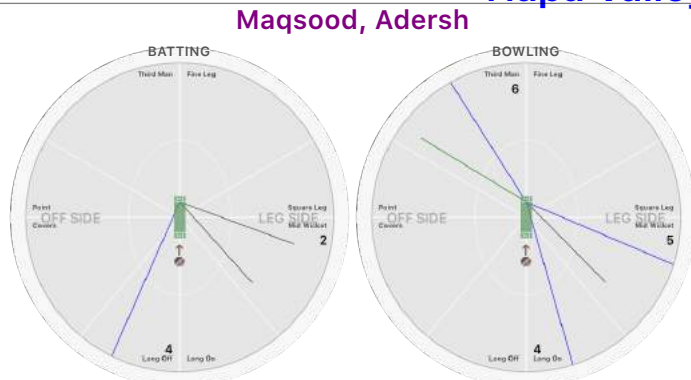 Maqsood, Adersh
BATTING
Third Man Fine Leg
Point
Covers
OFF SIDE
LEG SIDE
Square Leg
Mid Wicket
2
4
Long Off Long On
BOWLING
Third Man Fine Leg
6
Point
Covers
OFF SIDE
LEG SIDE
Square Leg
Mid Wicket
5
4
Long Off Long On